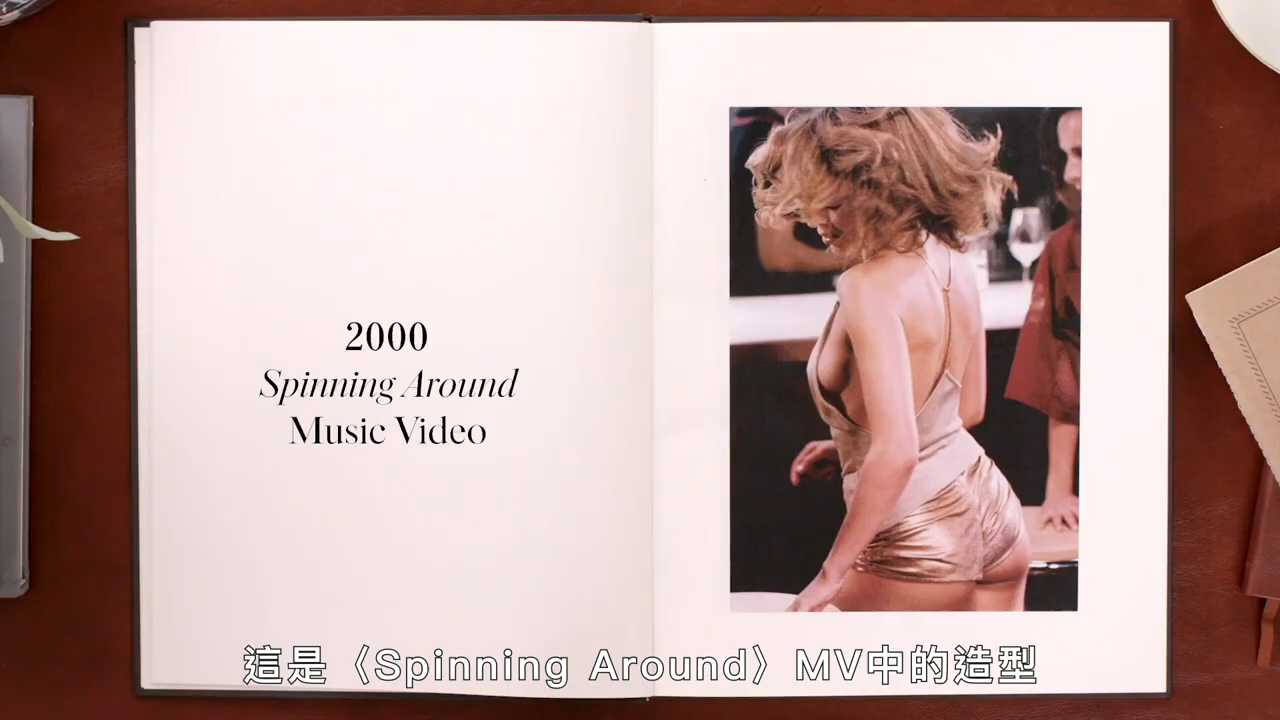 2000
Spinning Around
Music Video
這是〈Spinning Around〉MV中的造型